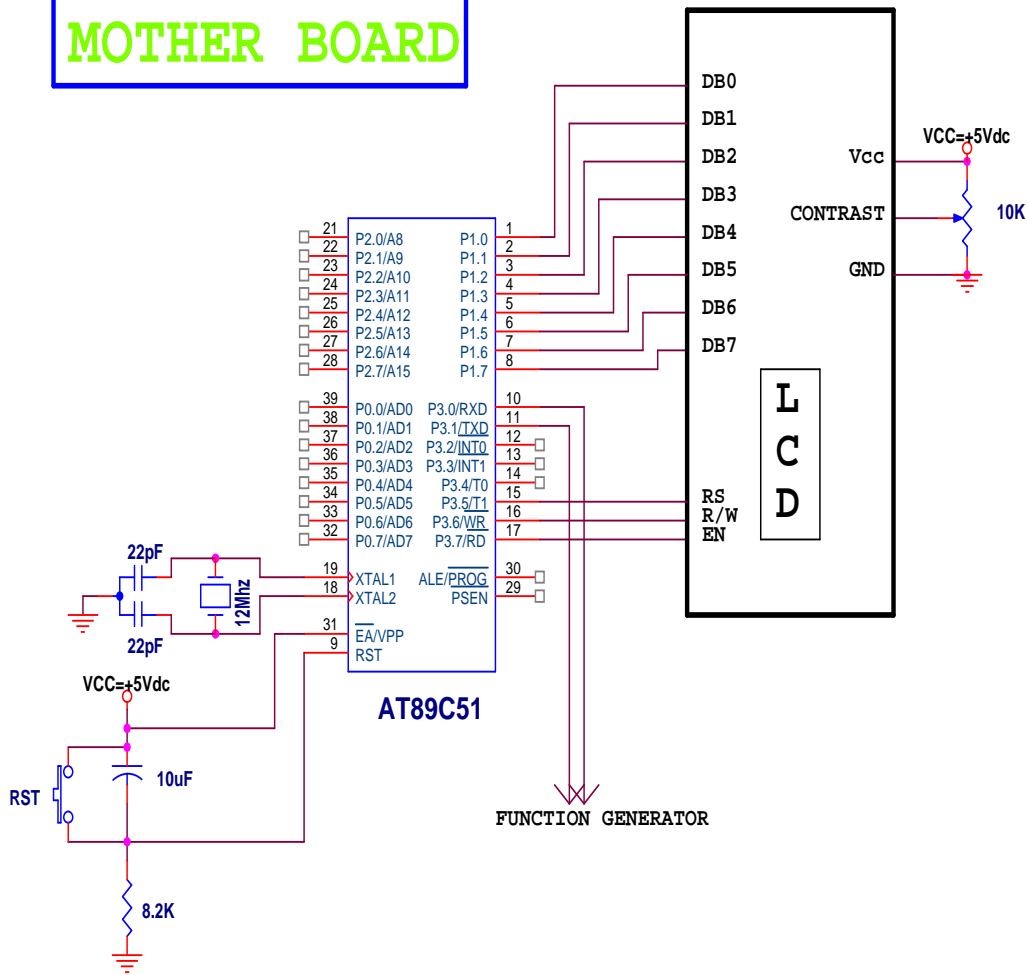 MOTHER BOARD
DB0
DB1
DB2
DB3
DB4
DB5
DB6
DB7
Vcc
CONTRAST
GND
VCC=+5Vdc
10K
L
C
D
RS
R/W
EN
21 P2.0/A8 P1.0 1
22 P2.1/A9 P1.1 2
23 P2.2/A10 P1.2 3
24 P2.3/A11 P1.3 4
25 P2.4/A12 P1.4 5
26 P2.5/A13 P1.5 6
27 P2.6/A14 P1.6 7
28 P2.7/A15 P1.7 8
39 P0.0/AD0 P3.0/RXD 10
38 P0.1/AD1 P3.1/TXD 11
37 P0.2/AD2 P3.2/INT0 12
36 P0.3/AD3 P3.3/INT1 13
35 P0.4/AD4 P3.4/T0 14
34 P0.5/AD5 P3.5/T1 15
33 P0.6/AD6 P3.6/WR 16
32 P0.7/AD7 P3.7/RD 17
19 XTAL1 ALE/PROG 30
18 XTAL2 PSEN 29
31 EA/VPP
9 RST
AT89C51
22pF
12Mhz
22pF
VCC=+5Vdc
RST
10uF
8.2K
FUNCTION GENERATOR